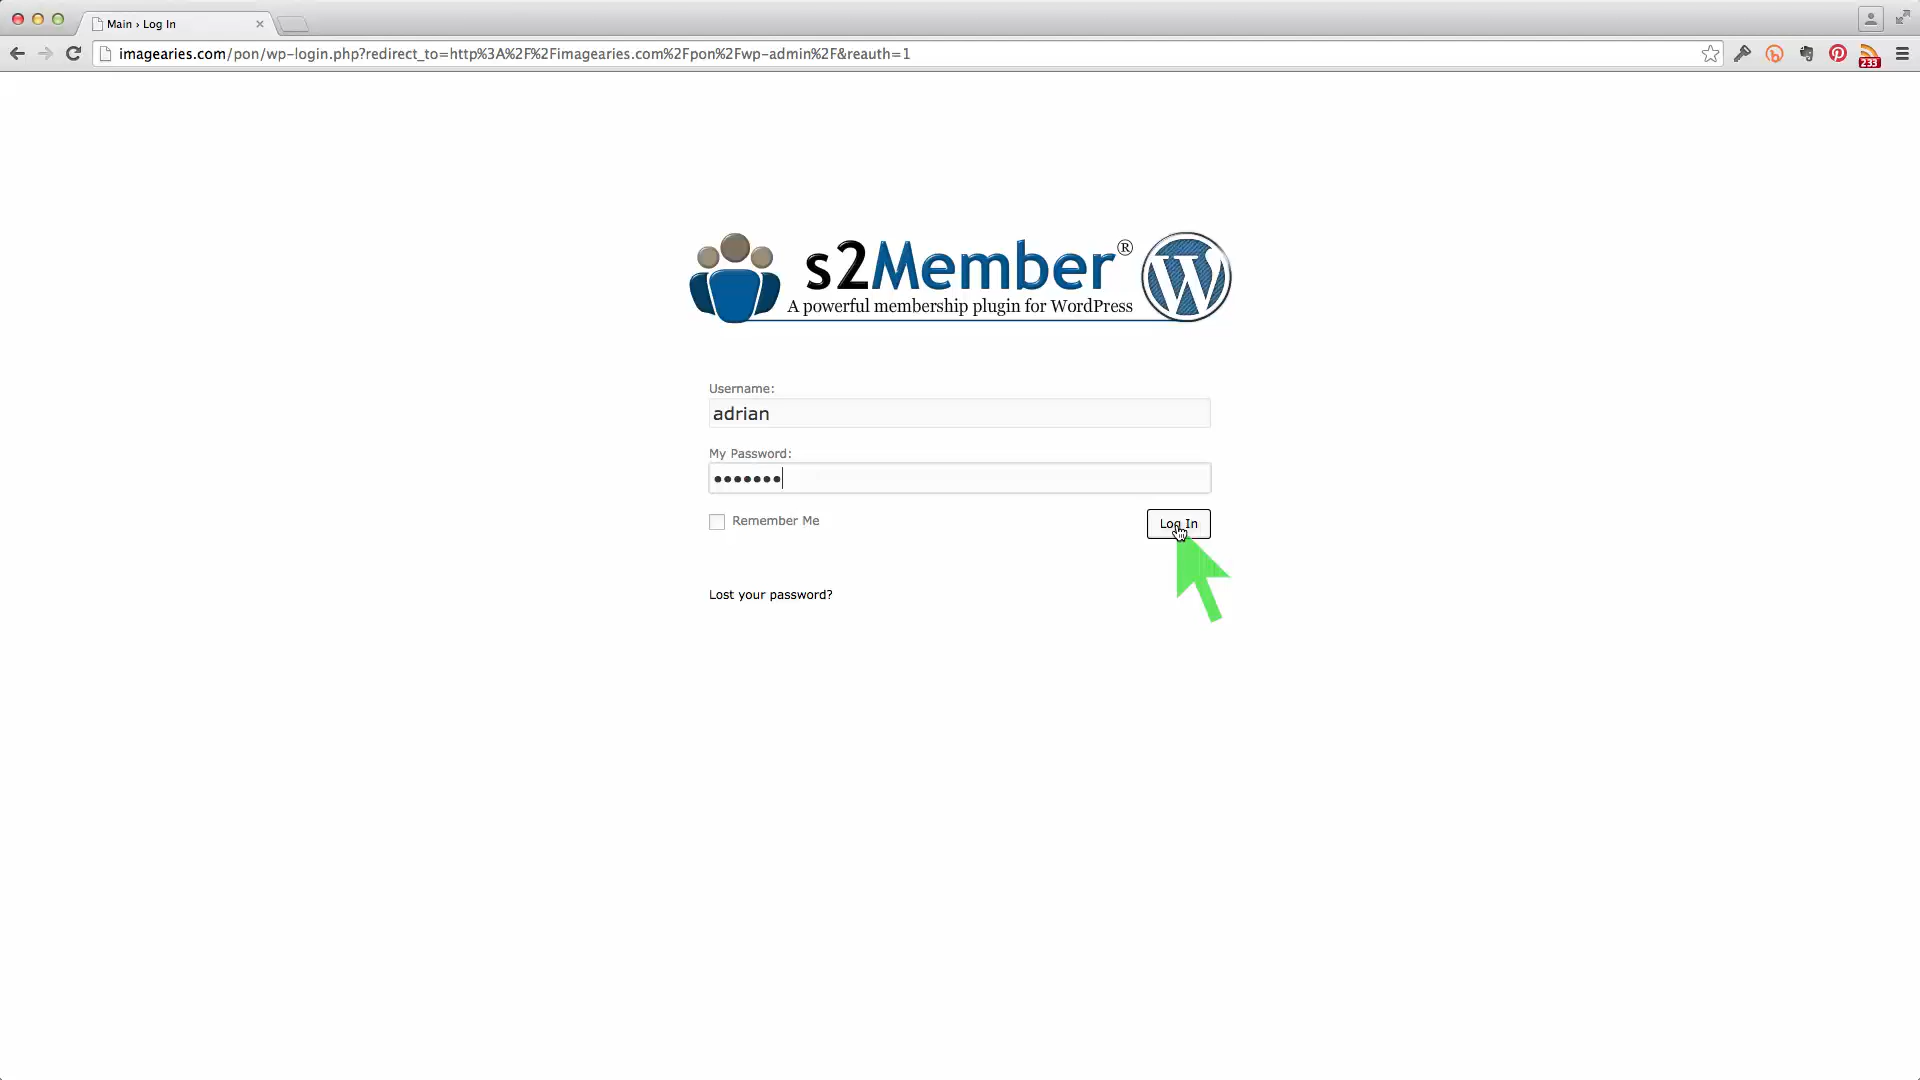 Main › Log In
imagearies.com/pon/wp-login.php?redirect_to=http%3A%2F%2Fimagearies.com%2Fpon%2Fwp-admin%2F&reauth=1
233
s2Member®
A powerful membership plugin for WordPress
Username:
adrian
My Password:
•••••••
Remember Me
Log In
Lost your password?